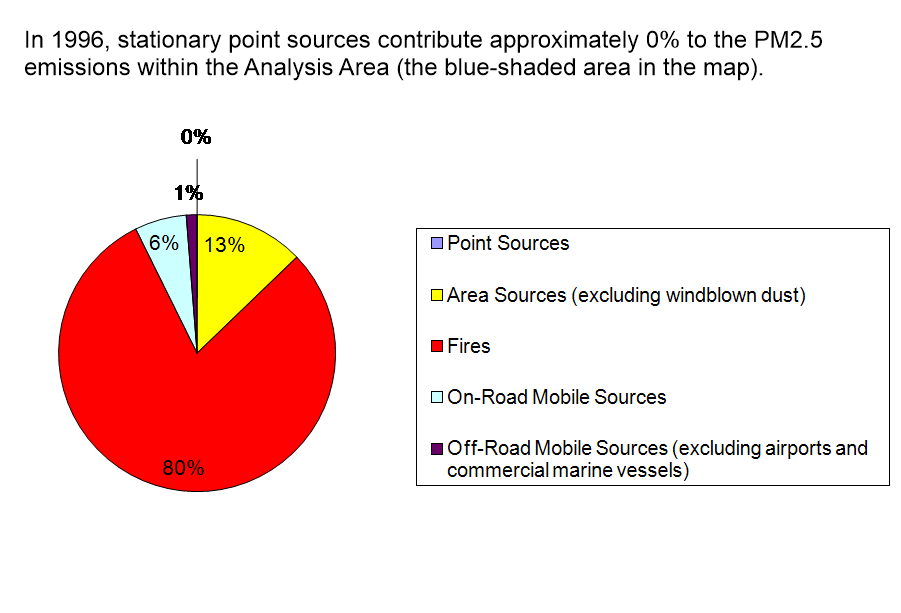 In 1996, stationary point sources contribute approximately 0% to the PM2.5
emissions within the Analysis Area (the blue-shaded area in the map).
0%
1%
6%
13%
80%
Point Sources
Area Sources (excluding windblown dust)
Fires
On-Road Mobile Sources
Off-Road Mobile Sources (excluding airports and
commercial marine vessels)